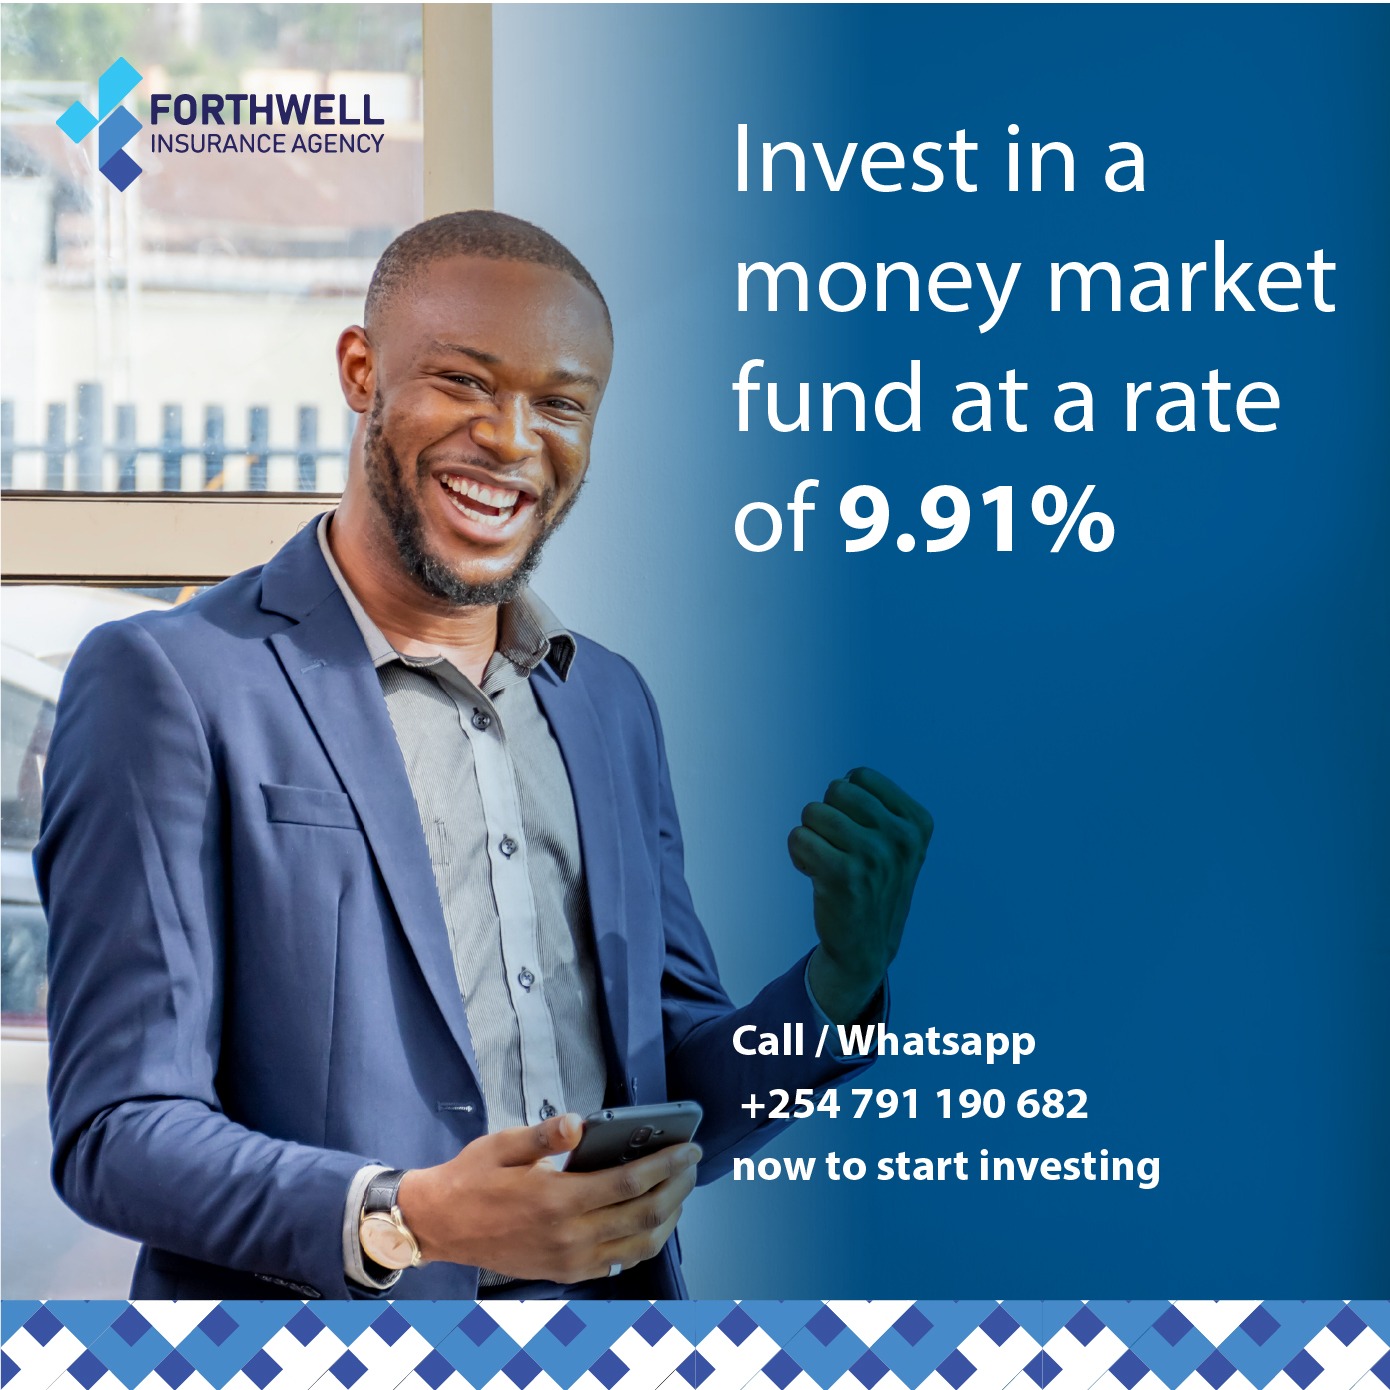 FORTHWELL
INSURANCE AGENCY
Invest in a
money market
fund at a rate
of 9.91%
Call / Whatsapp
+254 791 190 682
now to start investing